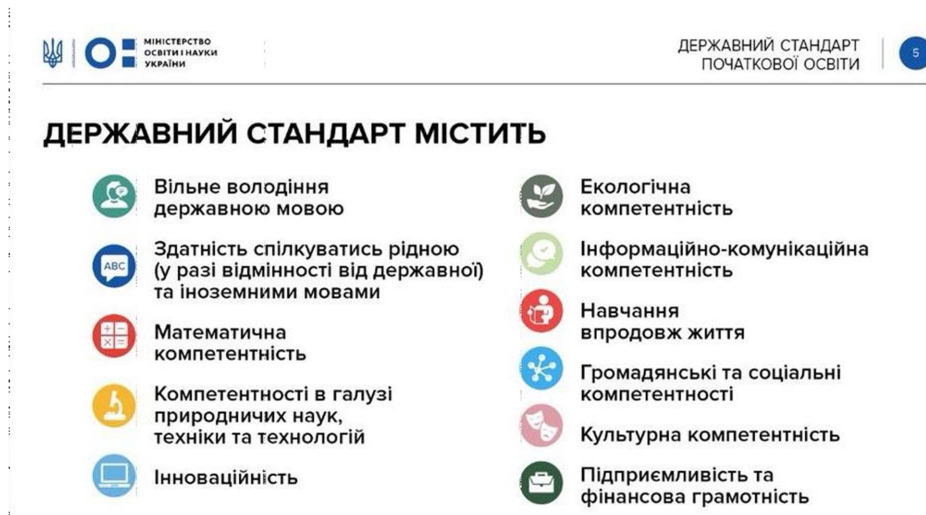 МІНІСТЕРСТВО
ОСВІТИ І НАУКИ
УКРАЇНИ
ДЕРЖАВНИЙ СТАНДАРТ
ПОЧАТКОВОЇ ОСВІТИ
5
ДЕРЖАВНИЙ СТАНДАРТ МІСТИТЬ
Вільне володіння
державною мовою
ABC
Здатність спілкуватись рідною
(у разі відмінності від державної)
та іноземними мовами
Математична
компетентність
Компетентності в галузі
природничих наук,
техніки та технологій
Інноваційність
Екологічна
компетентність
Інформаційно-комунікаційна
компетентність
Навчання
впродовж життя
Громадянські та соціальні
компетентності
Культурна компетентність
Підприємливість та
фінансова грамотність